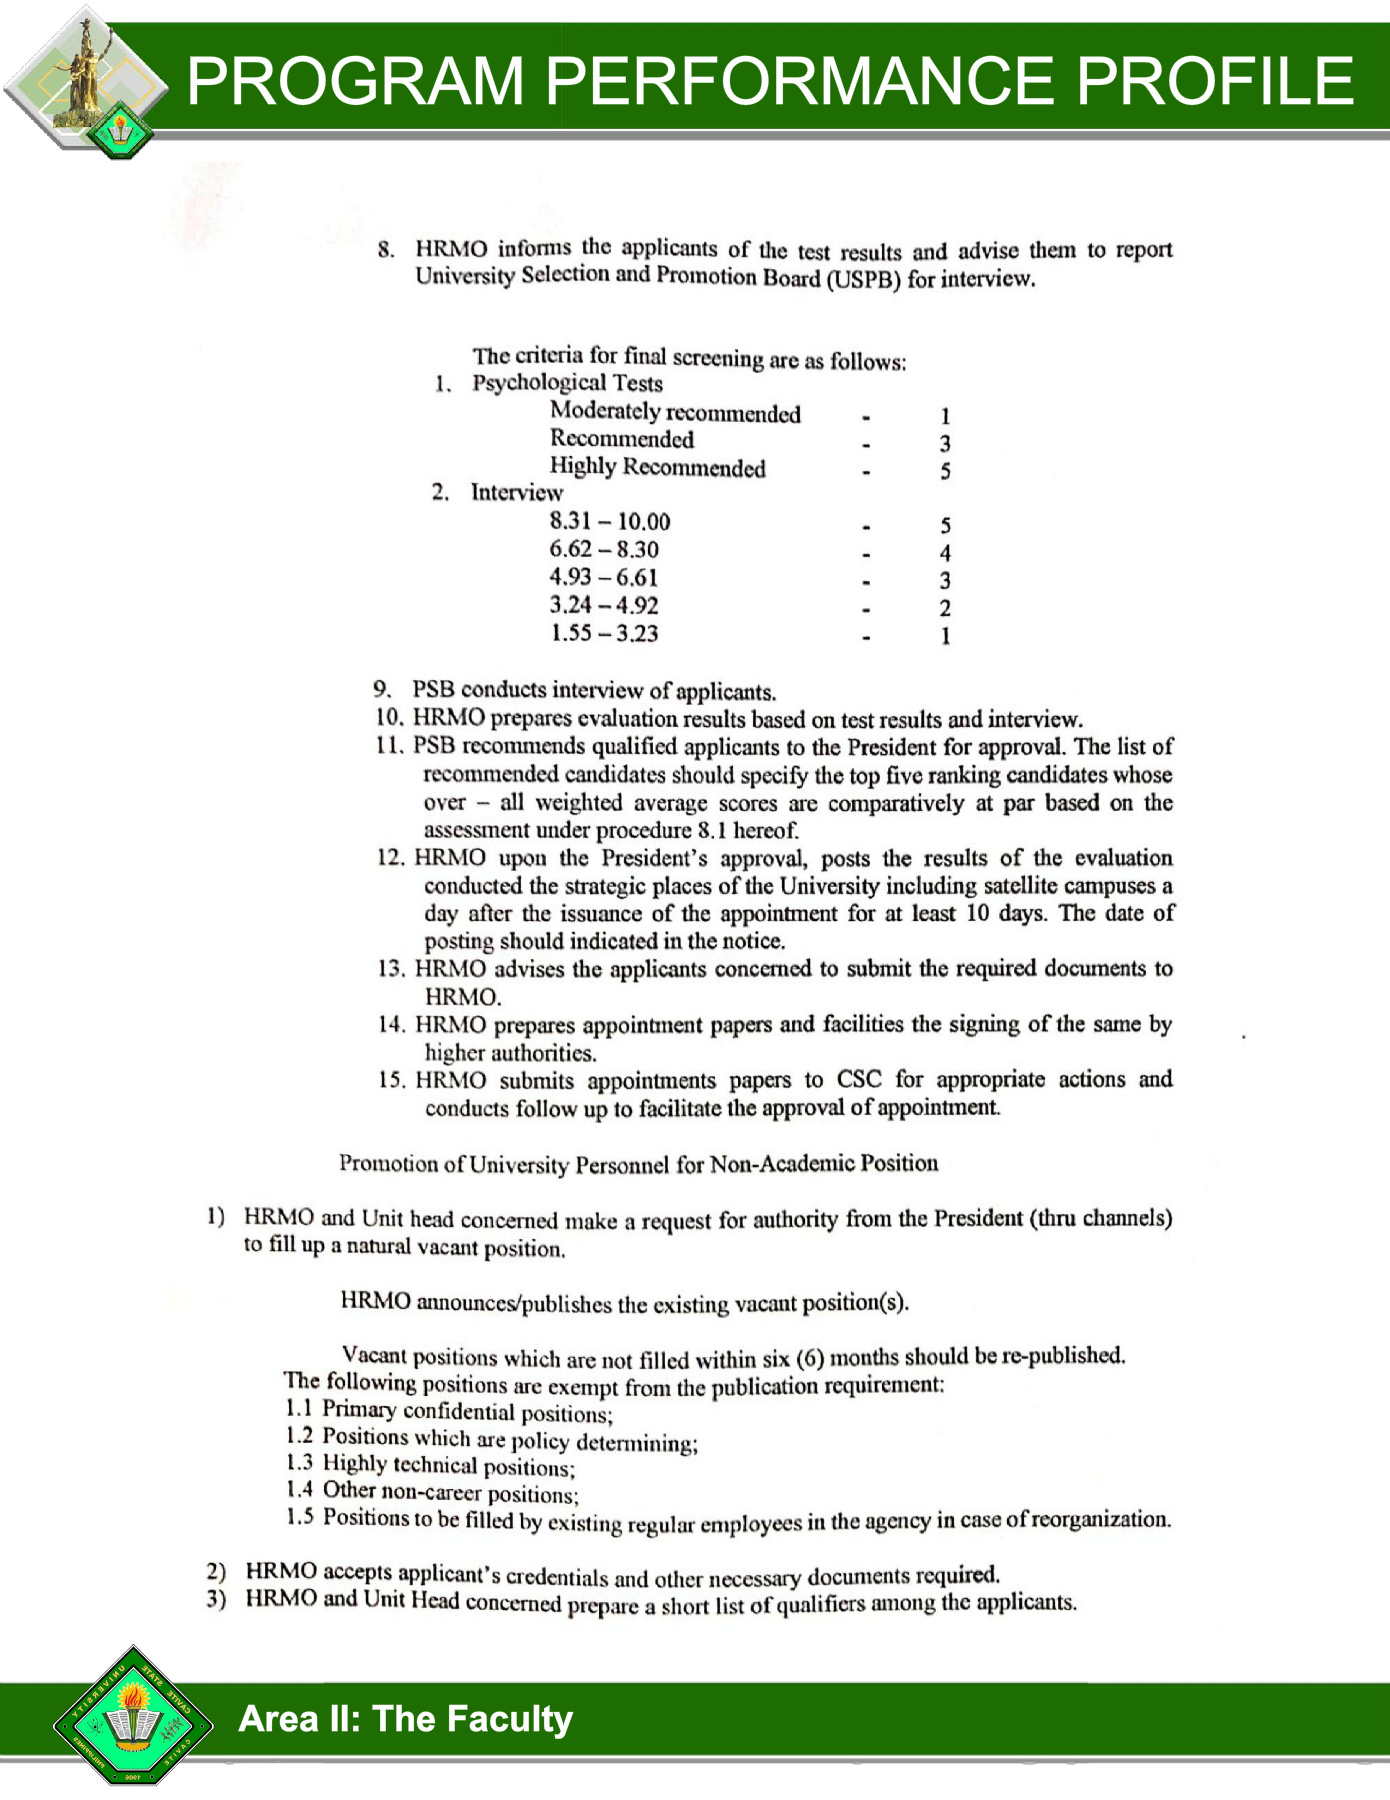 PROGRAM PERFORMANCE PROFILE
8. HRMO informs the applicants of the test results and advise them to report
University Selection and Promotion Board (USPB) for interview.
The criteria for final screening are as follows:
1. Psychological Tests
Moderately recommended - 1
Recommended - 3
Highly Recommended - 5
2. Interview
8.31 – 10.00 - 5
6.62 – 8.30 - 4
4.93 – 6.61 - 3
3.24 – 4.92 - 2
1.55 – 3.23 - 1
9. PSB conducts interview of applicants.
10. HRMO prepares evaluation results based on test results and interview.
11. PSB recommends qualified applicants to the President for approval. The list of
recommended candidates should specify the top five ranking candidates whose
over – all weighted average scores are comparatively at par based on the
assessment under procedure 8.1 hereof.
12. HRMO upon the President's approval, posts the results of the evaluation
conducted the strategic places of the University including satellite campuses a
day after the issuance of the appointment for at least 10 days. The date of
posting should indicated in the notice.
13. HRMO advises the applicants concerned to submit the required documents to
HRMO.
14. HRMO prepares appointment papers and facilities the signing of the same by
higher authorities.
15. HRMO submits appointments papers to CSC for appropriate actions and
conducts follow up to facilitate the approval of appointment.
Promotion of University Personnel for Non-Academic Position
1) HRMO and Unit head concerned make a request for authority from the President (thru channels)
to fill up a natural vacant position.
HRMO announces/publishes the existing vacant position(s).
Vacant positions which are not filled within six (6) months should be re-published.
The following positions are exempt from the publication requirement:
1.1 Primary confidential positions;
1.2 Positions which are policy determining;
1.3 Highly technical positions;
1.4 Other non-career positions;
1.5 Positions to be filled by existing regular employees in the agency in case of reorganization.
2) HRMO accepts applicant's credentials and other necessary documents required.
3) HRMO and Unit Head concerned prepare a short list of qualifiers among the applicants.
CAVITE STATE UNIVERSITY
CAVITE PHILIPPINES
1906
Area II: The Faculty